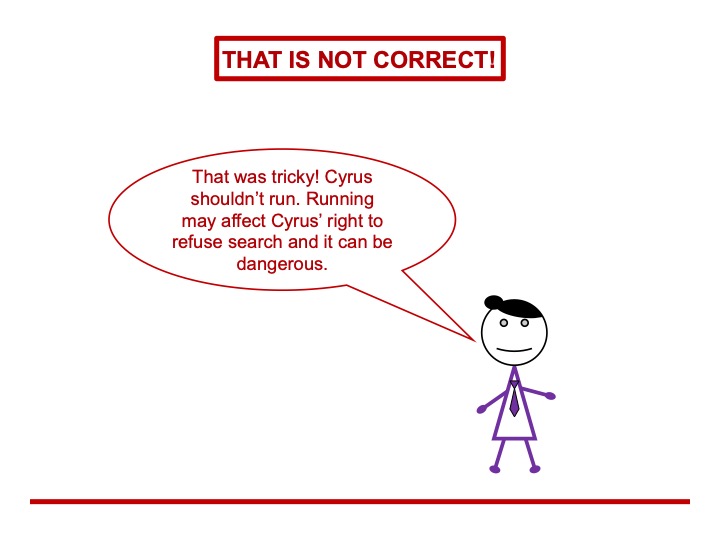 THAT IS NOT CORRECT!
That was tricky! Cyrus
shouldn’t run. Running
may affect Cyrus’ right to
refuse search and it can be
dangerous.